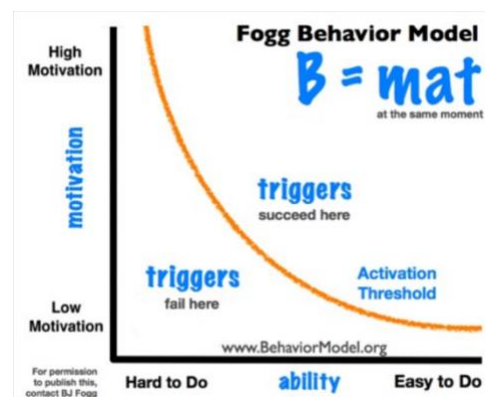 Fogg Behavior Model
B = mat
at the same moment
High
Motivation
motivation
triggers
succeed here
triggers
fail here
Activation
Threshold
Low
Motivation
www.BehaviorModel.org
For permission
to publish this,
contact BJ Fogg
Hard to Do
ability
Easy to Do